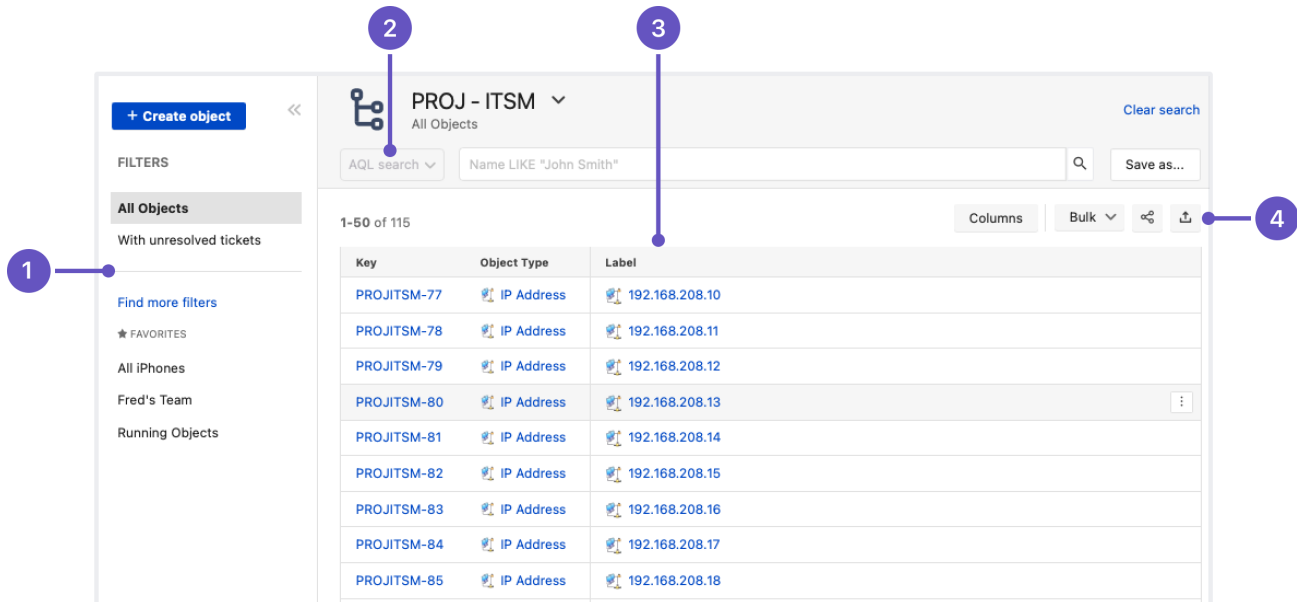 2
3
PROJ - ITSM
+ Create object
All Objects
Clear search
FILTERS
AQL search
Name LIKE "John Smith"
Save as...
All Objects
1-50 of 115
Columns
Bulk
4
With unresolved tickets
1
Key Object Type Label
Find more filters
PROJITSM-77 IP Address 192.168.208.10
FAVORITES
PROJITSM-78 IP Address 192.168.208.11
All iPhones
PROJITSM-79 IP Address 192.168.208.12
Fred's Team
PROJITSM-80 IP Address 192.168.208.13
Running Objects
PROJITSM-81 IP Address 192.168.208.14
PROJITSM-82 IP Address 192.168.208.15
PROJITSM-83 IP Address 192.168.208.16
PROJITSM-84 IP Address 192.168.208.17
PROJITSM-85 IP Address 192.168.208.18